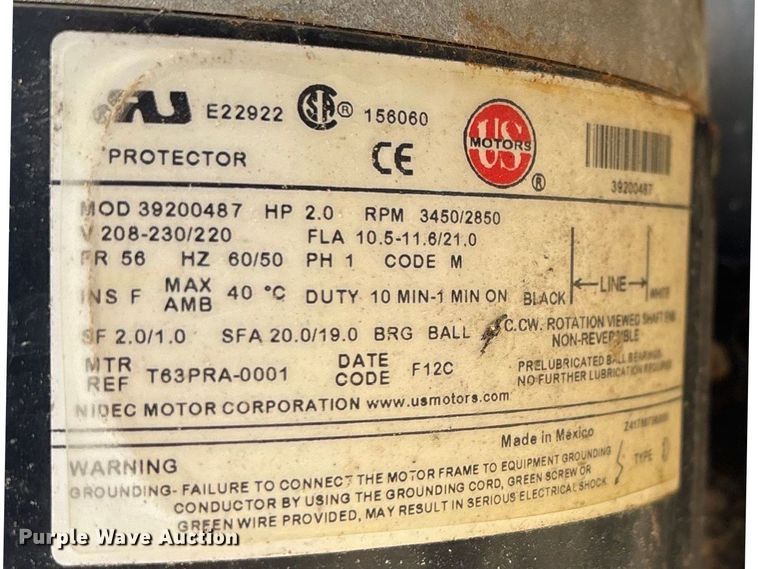 E22922 SA® 156060
US MOTORS ®
PROTECTOR CE
39200487
MOD 39200487 HP 2.0 RPM 3450/2850
V 208-230/220 FLA 10.5-11.6/21.0
FR 56 HZ 60/50 PH 1 CODE M
INS F MAX AMB 40 °C DUTY 10 MIN-1 MIN ON BLACK LINE WHITE
SF 2.0/1.0 SFA 20.0/19.0 BRG BALL C.CW. ROTATION VIEWED SHAFT END
NON-REVERSIBLE
MTR REF T63PRA-0001 DATE CODE F12C PRELUBRICATED BALL BEARINGS
NO FURTHER LUBRICATION REQUIRED
NIDEC MOTOR CORPORATION www.usmotors.com
Made in Mexico
WARNING
GROUNDING- FAILURE TO CONNECT THE MOTOR FRAME TO EQUIPMENT GROUNDING
CONDUCTOR BY USING THE GROUNDING CORD, GREEN SCREW OR
GREEN WIRE PROVIDED, MAY RESULT IN SERIOUS ELECTRICAL SHOCK
TYPE
Purple Wave Auction